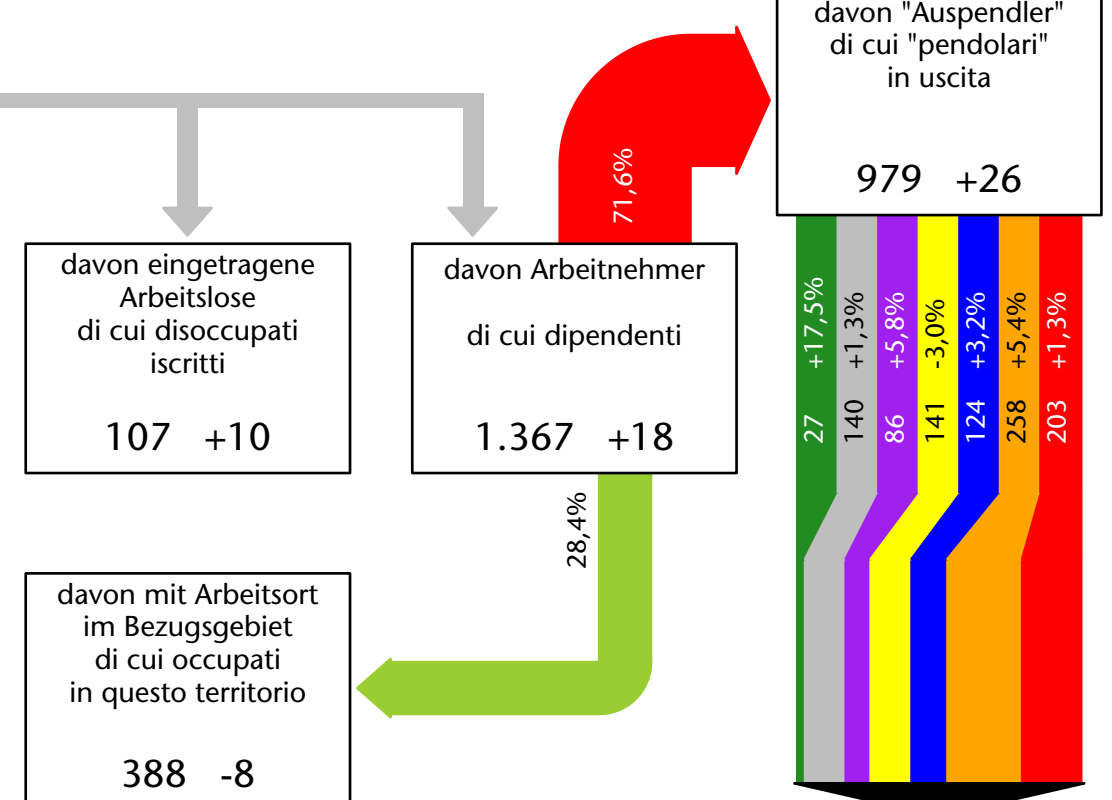 davon "Auspendler"
di cui "pendolari"
in uscita
979 +26
71,6%
davon eingetragene
Arbeitslose
di cui disoccupati
iscritti
107 +10
davon Arbeitnehmer
di cui dipendenti
1.367 +18
27 +17,5%
140 +1,3%
86 +5,8%
141 -3,0%
124 +3,2%
258 +5,4%
203 +1,3%
28,4%
davon mit Arbeitsort
im Bezugsgebiet
di cui occupati
in questo territorio
388 -8